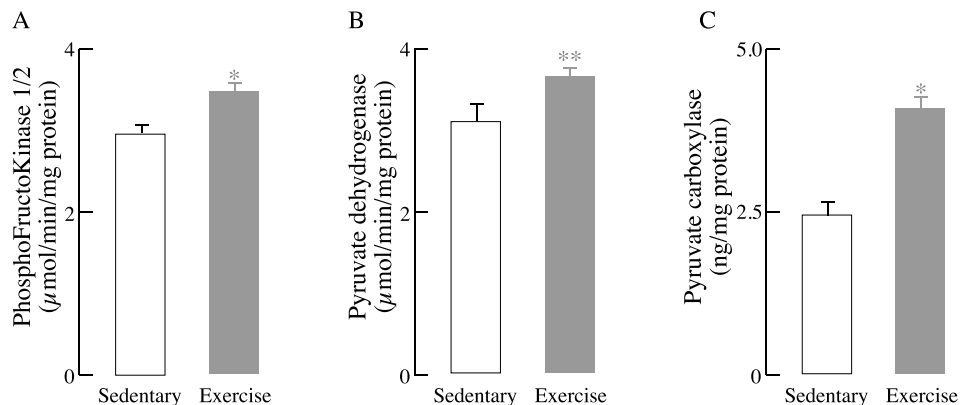 A
PhosphoFructoKinase 1/2
(μmol/min/mg protein)
4
2
0
*
Sedentary Exercise
B
Pyruvate dehydrogenase
(μmol/min/mg protein)
4
2
0
**
Sedentary Exercise
C
Pyruvate carboxylase
(ng/mg protein)
5.0
2.5
0
*
Sedentary Exercise